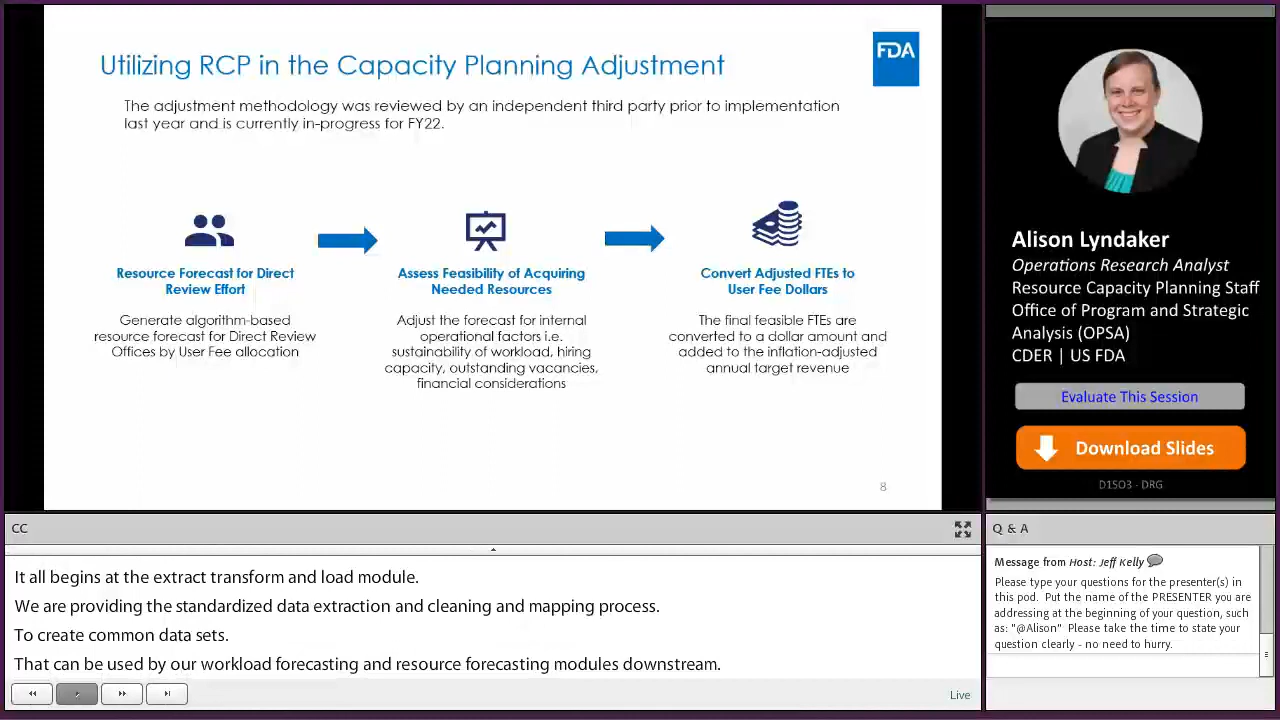 Utilizing RCP in the Capacity Planning Adjustment
FDA
The adjustment methodology was reviewed by an independent third party prior to implementation
last year and is currently in-progress for FY22.
Resource Forecast for Direct
Review Effort
Generate algorithm-based
resource forecast for Direct Review
Offices by User Fee allocation
Assess Feasibility of Acquiring
Needed Resources
Adjust the forecast for internal
operational factors i.e.
sustainability of workload, hiring
capacity, outstanding vacancies,
financial considerations
Convert Adjusted FTEs to
User Fee Dollars
The final feasible FTEs are
converted to a dollar amount and
added to the inflation-adjusted
annual target revenue
8
Alison Lyndaker
Operations Research Analyst
Resource Capacity Planning Staff
Office of Program and Strategic
Analysis (OPSA)
CDER | US FDA
Evaluate This Session
Download Slides
D1SO3 - DRG
CC
It all begins at the extract transform and load module.
We are providing the standardized data extraction and cleaning and mapping process.
To create common data sets.
That can be used by our workload forecasting and resource forecasting modules downstream.
Live
Q & A
Message from Host: Jeff Kelly
Please type your questions for the presenter(s) in
this pod. Put the name of the PRESENTER you are
addressing at the beginning of your question, such
as: "@Alison" Please take the time to state your
question clearly - no need to hurry.